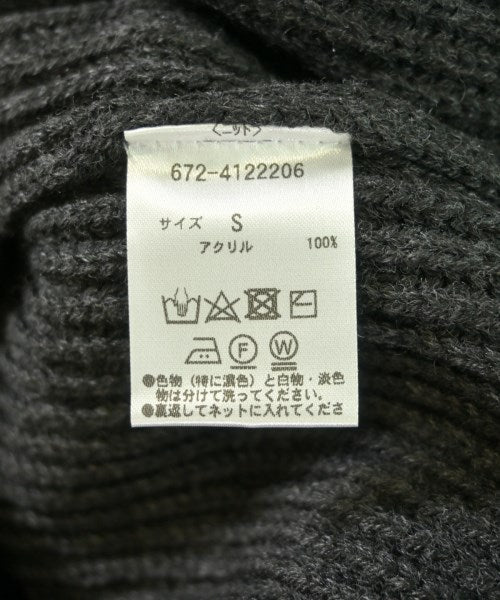 〈ニット〉
672-4122206
サイズ S
アクリル 100%
F W
●色物（特に濃色）と白物・淡色
物は分けて洗ってください。
●裏返してネットに入れてくださ